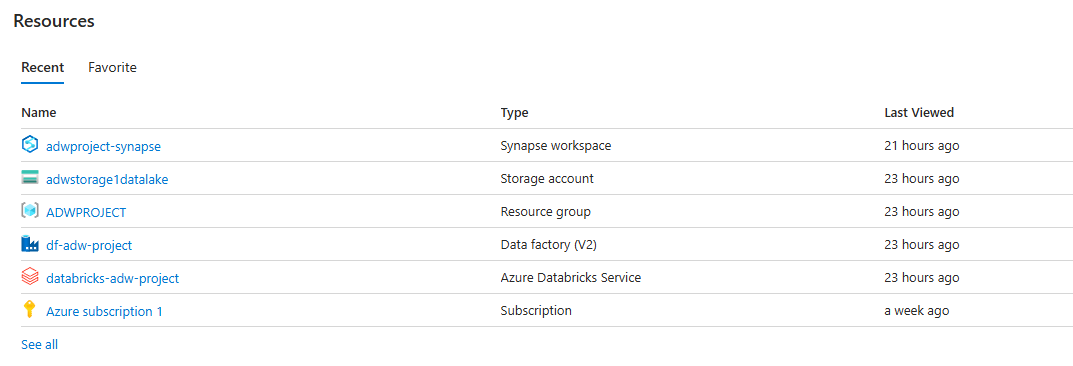 Resources
Recent Favorite
Name Type Last Viewed
adwproject-synapse Synapse workspace 21 hours ago
adwstorage1datalake Storage account 23 hours ago
ADWPROJECT Resource group 23 hours ago
df-adw-project Data factory (V2) 23 hours ago
databricks-adw-project Azure Databricks Service 23 hours ago
Azure subscription 1 Subscription a week ago
See all